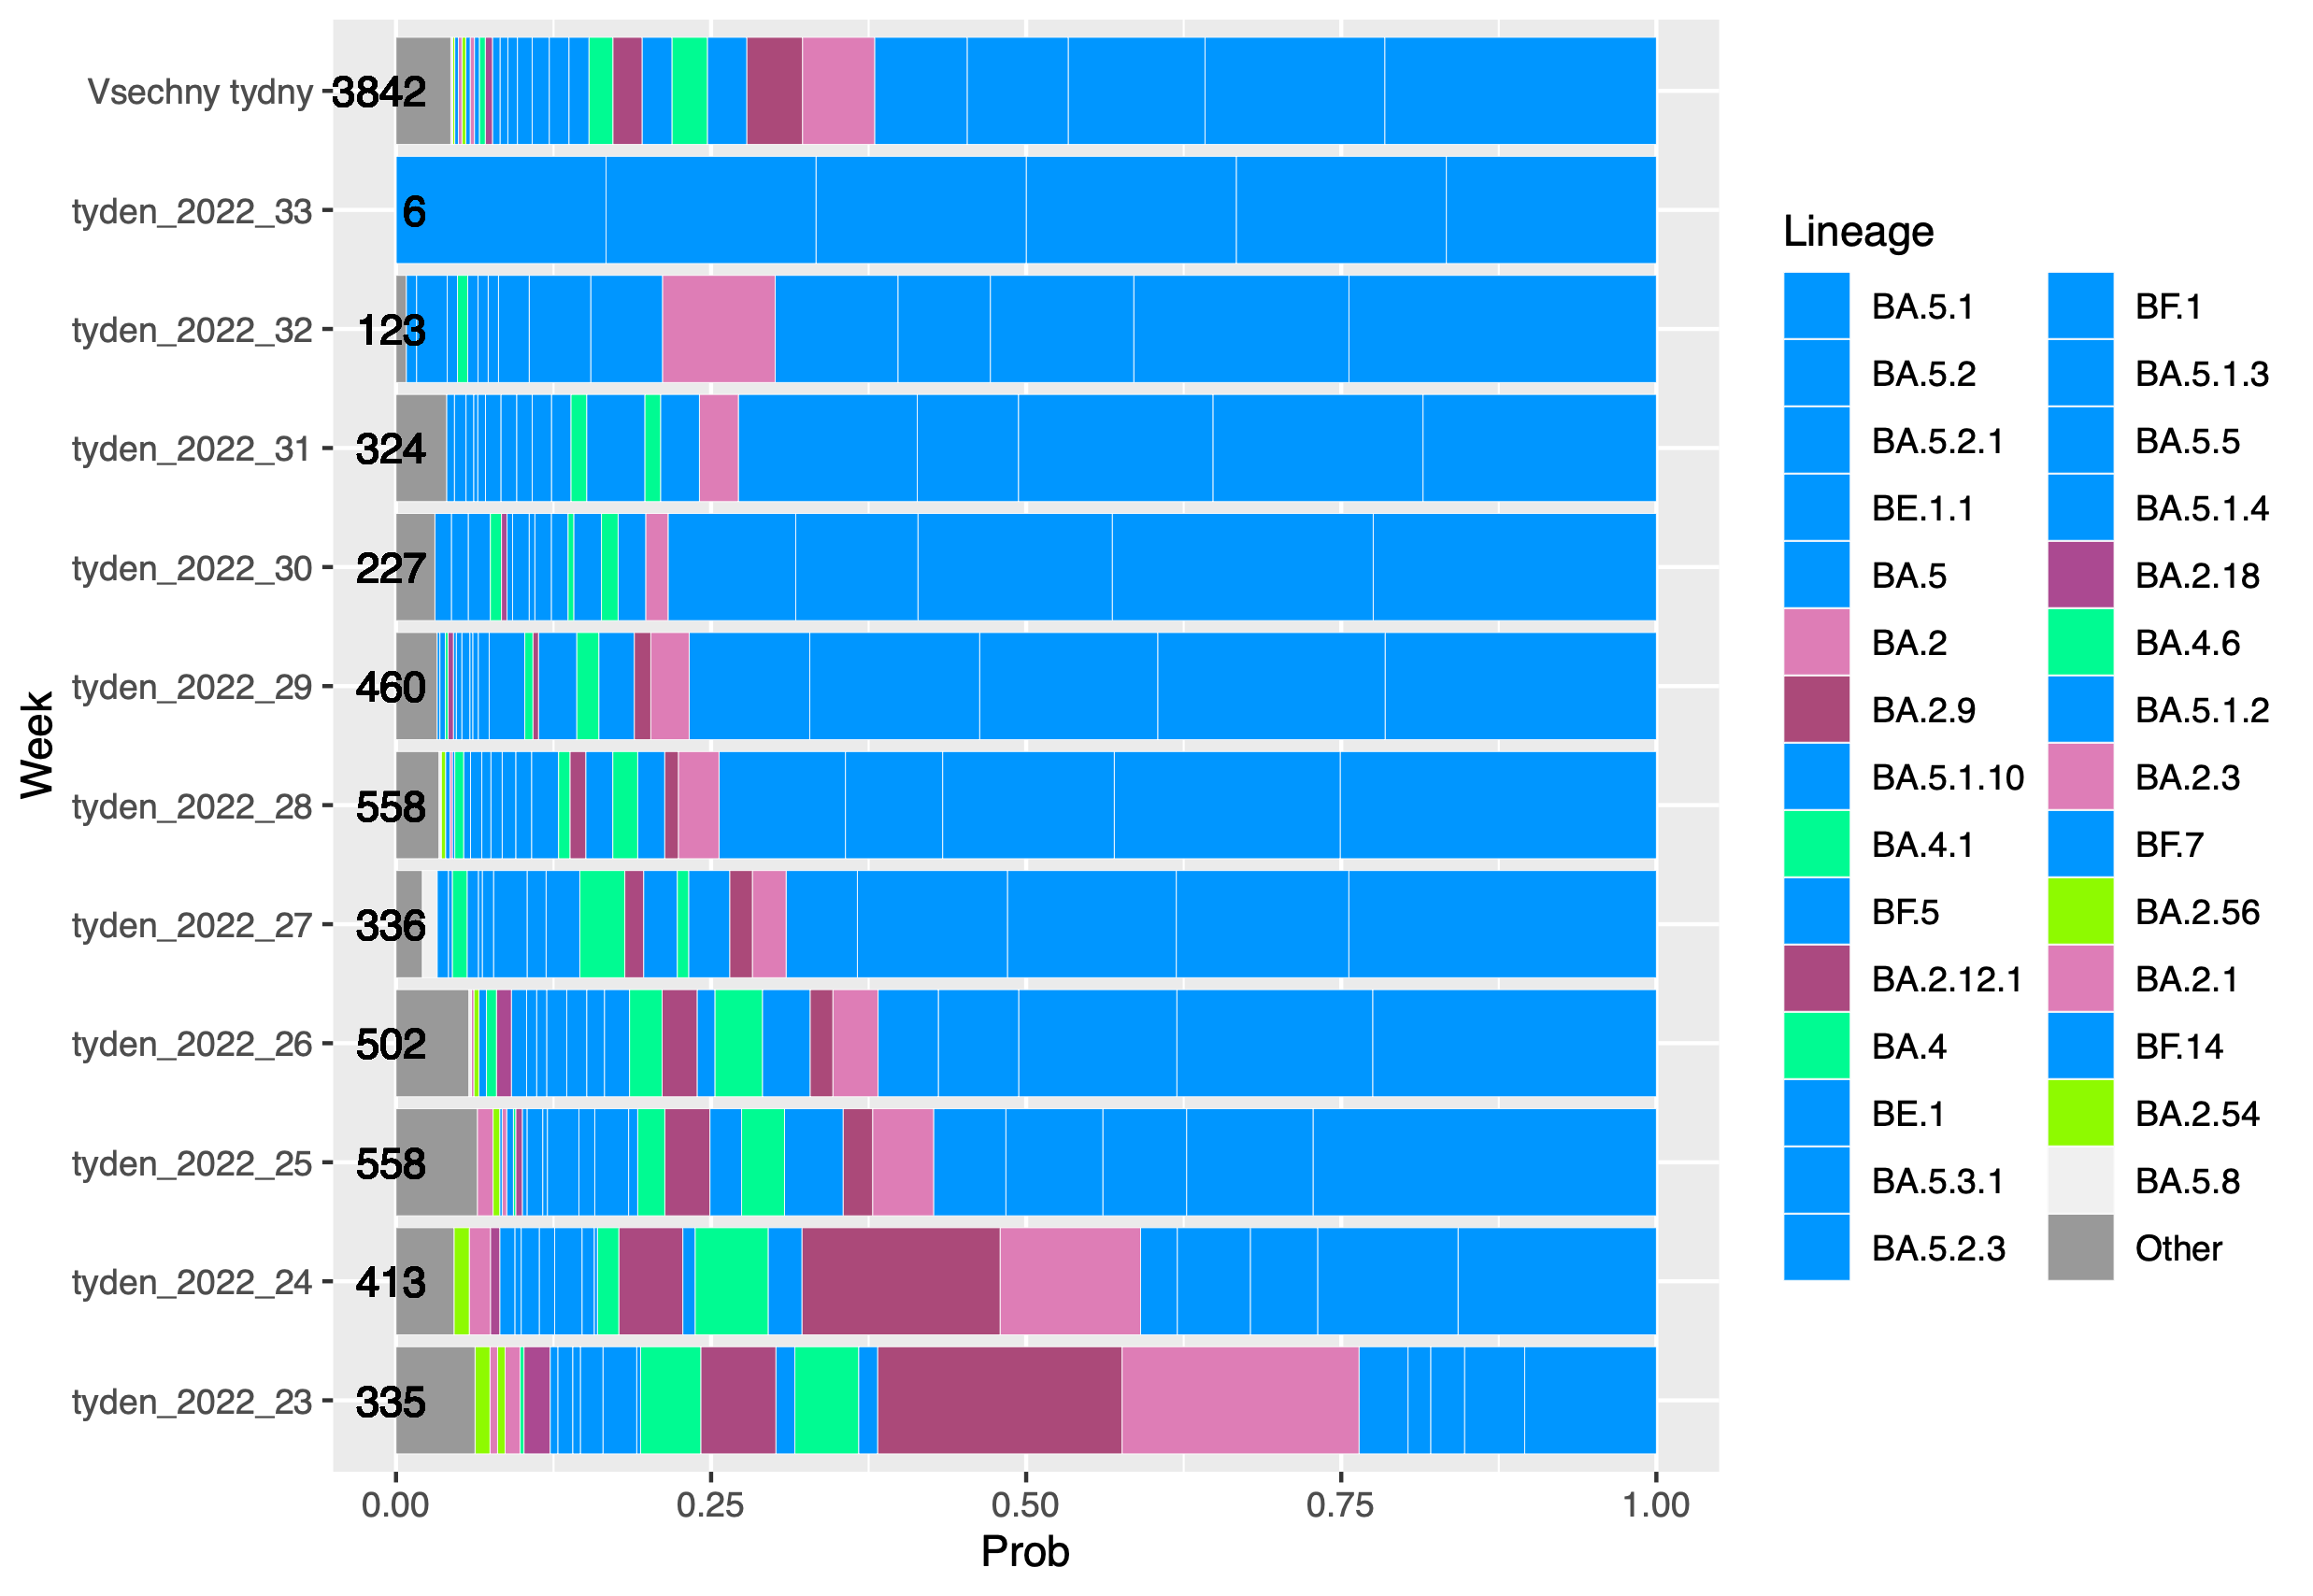 Week
Vsechny tydny
3842
tyden_2022_33
6
tyden_2022_32
123
tyden_2022_31
324
tyden_2022_30
227
tyden_2022_29
460
tyden_2022_28
558
tyden_2022_27
336
tyden_2022_26
502
tyden_2022_25
558
tyden_2022_24
413
tyden_2022_23
335
0.00 0.25 0.50 0.75 1.00
Prob
Lineage
BA.5.1
BA.5.2
BA.5.2.1
BE.1.1
BA.5
BA.2
BA.2.9
BA.5.1.10
BA.4.1
BF.5
BA.2.12.1
BA.4
BE.1
BA.5.3.1
BA.5.2.3
BF.1
BA.5.1.3
BA.5.5
BA.5.1.4
BA.2.18
BA.4.6
BA.5.1.2
BA.2.3
BF.7
BA.2.56
BA.2.1
BF.14
BA.2.54
BA.5.8
Other